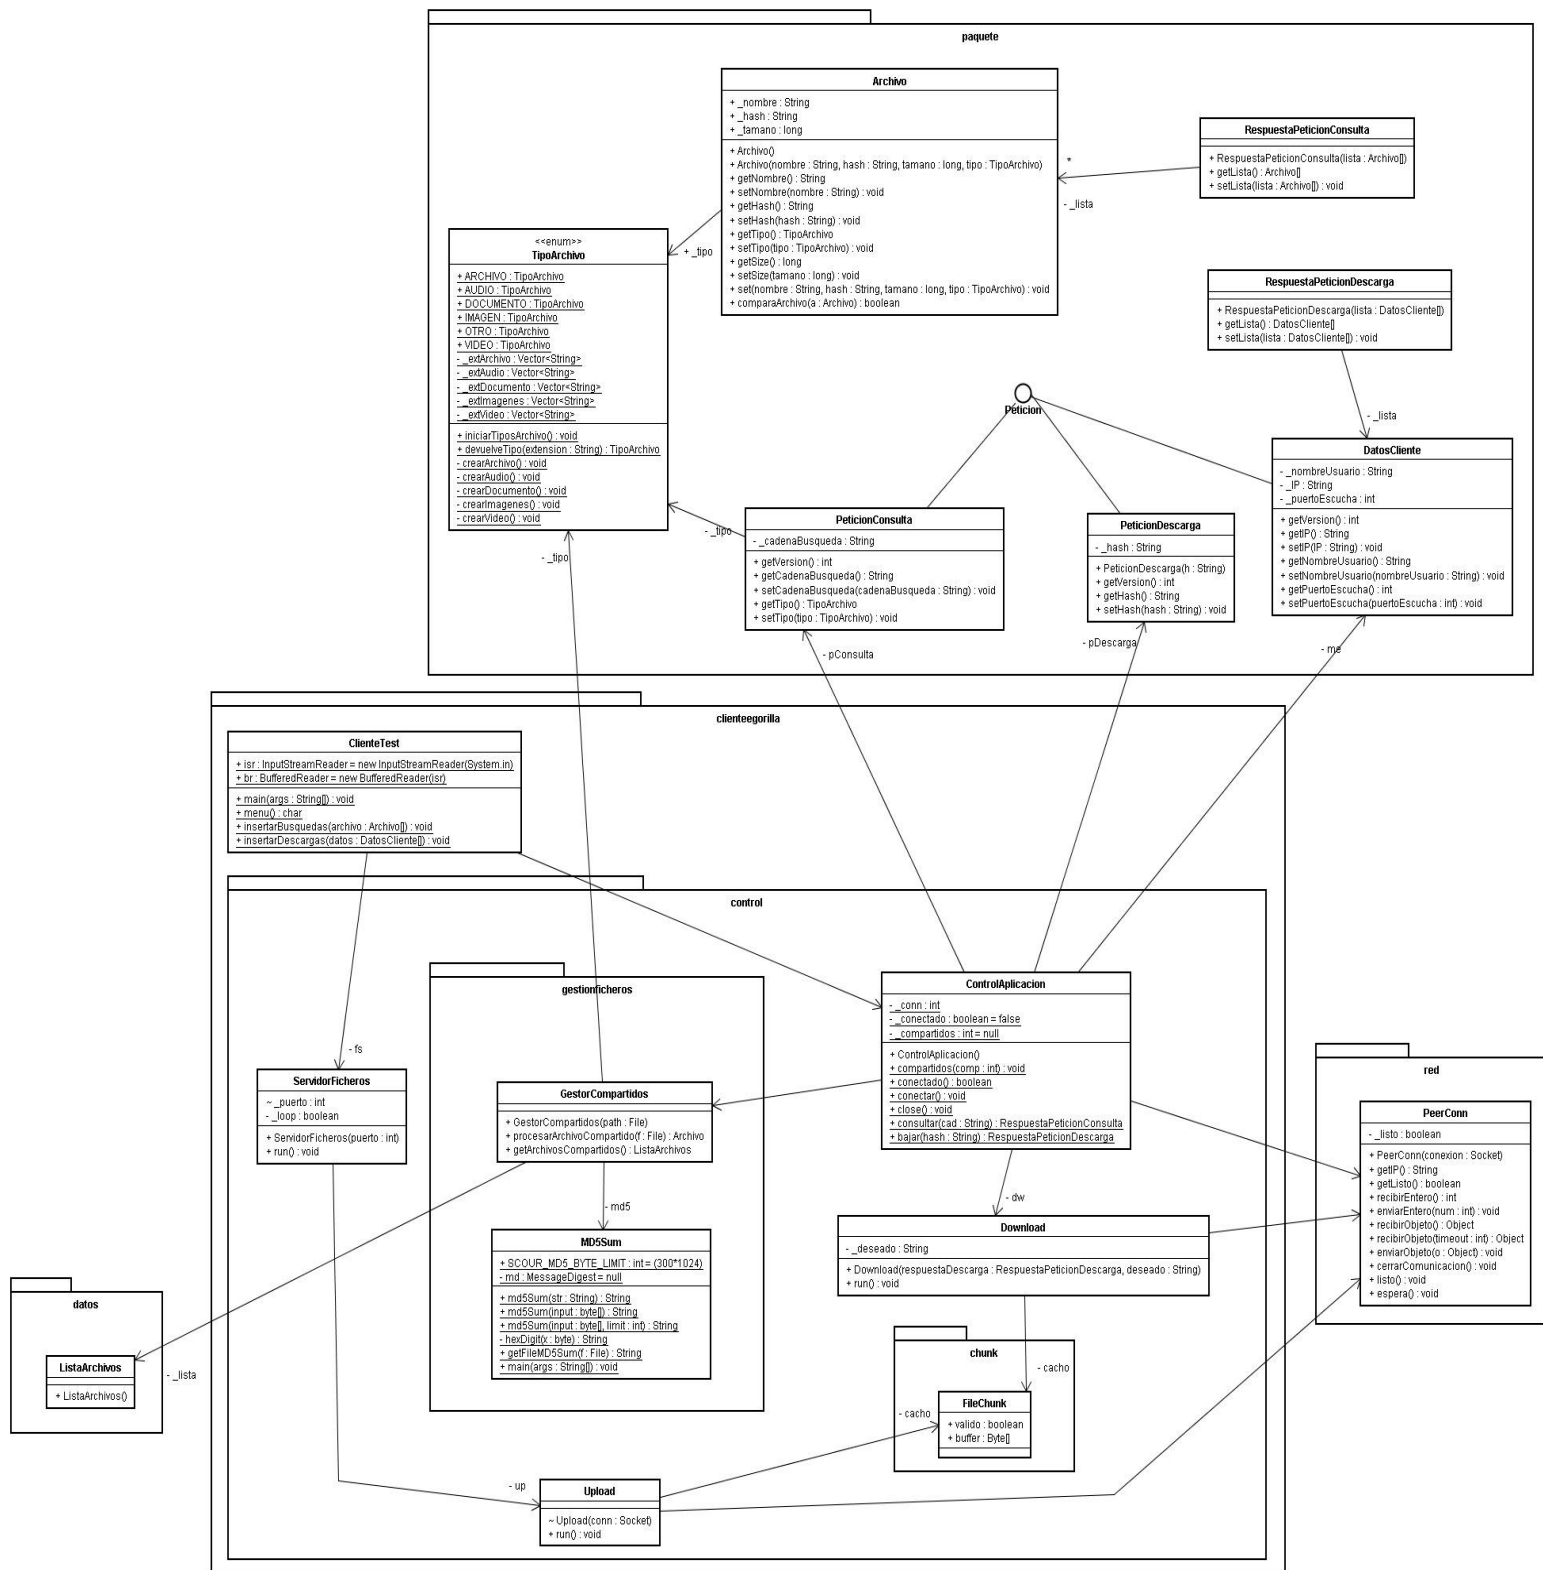 paquete
Archivo
+ _nombre : String
+ _hash : String
+ _tamano : long
+ Archivo()
+ Archivo(nombre : String, hash : String, tamano : long, tipo : TipoArchivo)
+ getNombre() : String
+ setNombre(nombre : String) : void
+ getHash() : String
+ setHash(hash : String) : void
+ getTipo() : TipoArchivo
+ setTipo(tipo : TipoArchivo) : void
+ getSize() : long
+ setSize(tamano : long) : void
+ set(nombre : String, hash : String, tamano : long, tipo : TipoArchivo) : void
+ comparaArchivo(a : Archivo) : boolean
*
- _lista
RespuestaPeticionConsulta
+ RespuestaPeticionConsulta(lista : Archivo[])
+ getLista() : Archivo[]
+ setLista(lista : Archivo[]) : void
<<enum>>
TipoArchivo
+ ARCHIVO : TipoArchivo
+ AUDIO : TipoArchivo
+ DOCUMENTO : TipoArchivo
+ IMAGEN : TipoArchivo
+ OTRO : TipoArchivo
+ VIDEO : TipoArchivo
- _extArchivo : Vector<String>
- _extAudio : Vector<String>
- _extDocumento : Vector<String>
- _extImagenes : Vector<String>
- _extVideo : Vector<String>
+ iniciarTiposArchivo() : void
+ devuelveTipo(extension : String) : TipoArchivo
- crearArchivo() : void
- crearAudio() : void
- crearDocumento() : void
- crearImagenes() : void
- crearVideo() : void
+ _tipo
RespuestaPeticionDescarga
+ RespuestaPeticionDescarga(lista : DatosCliente[])
+ getLista() : DatosCliente[]
+ setLista(lista : DatosCliente[]) : void
Peticion
- _lista
DatosCliente
- _nombreUsuario : String
- _IP : String
- _puertoEscucha : int
+ getVersion() : int
+ getIP() : String
+ setIP(IP : String) : void
+ getNombreUsuario() : String
+ setNombreUsuario(nombreUsuario : String) : void
+ getPuertoEscucha() : int
+ setPuertoEscucha(puertoEscucha : int) : void
- _tipo
- _tipo
PeticionConsulta
- _cadenaBusqueda : String
+ getVersion() : int
+ getCadenaBusqueda() : String
+ setCadenaBusqueda(cadenaBusqueda : String) : void
+ getTipo() : TipoArchivo
+ setTipo(tipo : TipoArchivo) : void
PeticionDescarga
- _hash : String
+ PeticionDescarga(h : String)
+ getVersion() : int
+ getHash() : String
+ setHash(hash : String) : void
- pConsulta
- pDescarga
- me
clienteegorilla
ClienteTest
+ isr : InputStreamReader = new InputStreamReader(System.in)
+ br : BufferedReader = new BufferedReader(isr)
+ main(args : String[]) : void
+ menu() : char
+ insertarBusquedas(archivo : Archivo[]) : void
+ insertarDescargas(datos : DatosCliente[]) : void
control
- fs
ServidorFicheros
~ _puerto : int
- _loop : boolean
+ ServidorFicheros(puerto : int)
+ run() : void
gestionficheros
GestorCompartidos
+ GestorCompartidos(path : File)
+ procesarArchivoCompartido(f : File) : Archivo
+ getArchivosCompartidos() : ListaArchivos
- md5
MD5Sum
+ SCOUR_MD5_BYTE_LIMIT : int = (300*1024)
- md : MessageDigest = null
+ md5Sum(str : String) : String
+ md5Sum(input : byte[]) : String
+ md5Sum(input : byte[], limit : int) : String
- hexDigit(x : byte) : String
+ getFileMD5Sum(f : File) : String
+ main(args : String[]) : void
ControlAplicacion
- _conn : int
- _conectado : boolean = false
- _compartidos : int = null
+ ControlAplicacion()
+ compartidos(comp : int) : void
+ conectado() : boolean
+ conectar() : void
+ close() : void
+ consultar(cad : String) : RespuestaPeticionConsulta
+ bajar(hash : String) : RespuestaPeticionDescarga
- dw
Download
- _deseado : String
+ Download(respuestaDescarga : RespuestaPeticionDescarga, deseado : String)
+ run() : void
red
PeerConn
- _listo : boolean
+ PeerConn(conexion : Socket)
+ getIP() : String
+ getListo() : boolean
+ recibirEntero() : int
+ enviarEntero(num : int) : void
+ recibirObjeto() : Object
+ recibirObjeto(timeout : int) : Object
+ enviarObjeto(o : Object) : void
+ cerrarComunicacion() : void
+ listo() : void
+ espera() : void
datos
ListaArchivos
+ ListaArchivos()
- _lista
chunk
- cacho
FileChunk
+ valido : boolean
+ buffer : Byte[]
- cacho
- up
Upload
~ Upload(conn : Socket)
+ run() : void